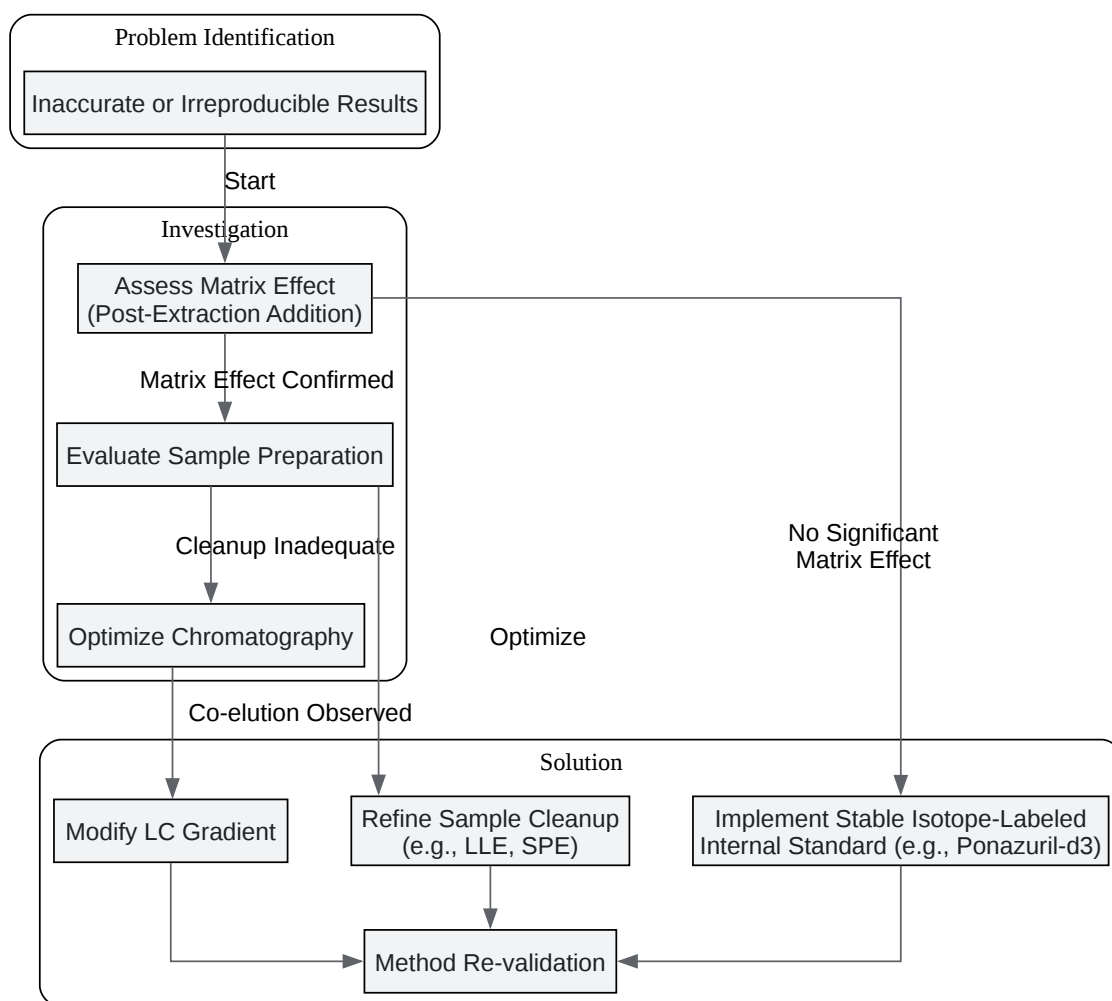 Problem Identification
Inaccurate or Irreproducible Results
Start
Investigation
Assess Matrix Effect
(Post-Extraction Addition)
Matrix Effect Confirmed
Evaluate Sample Preparation
No Significant
Matrix Effect
Cleanup Inadequate
Optimize Chromatography
Optimize
Co-elution Observed
Solution
Modify LC Gradient
Refine Sample Cleanup
(e.g., LLE, SPE)
Implement Stable Isotope-Labeled
Internal Standard (e.g., Ponazuril-d3)
Method Re-validation